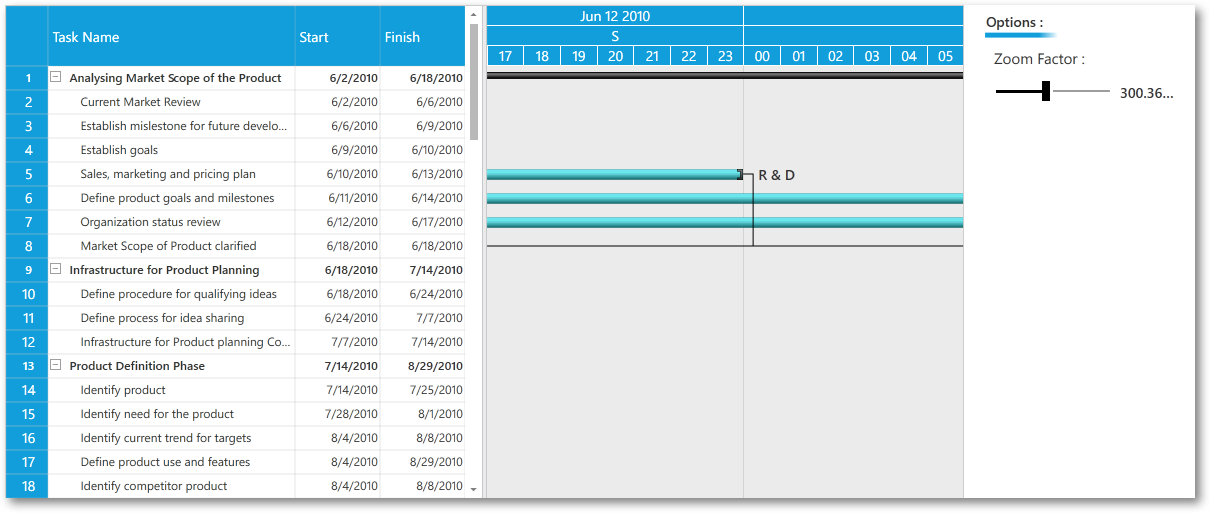 Jun 12 2010
Options :
Task Name Start Finish
S
17 18 19 20 21 22 23 00 01 02 03 04 05
Zoom Factor :
300.36...
1 Analysing Market Scope of the Product 6/2/2010 6/18/2010
2 Current Market Review 6/2/2010 6/6/2010
3 Establish mislestone for future develo... 6/6/2010 6/9/2010
4 Establish goals 6/9/2010 6/10/2010
5 Sales, marketing and pricing plan 6/10/2010 6/13/2010 R & D
6 Define product goals and milestones 6/11/2010 6/14/2010
7 Organization status review 6/12/2010 6/17/2010
8 Market Scope of Product clarified 6/18/2010 6/18/2010
9 Infrastructure for Product Planning 6/18/2010 7/14/2010
10 Define procedure for qualifying ideas 6/18/2010 6/24/2010
11 Define process for idea sharing 6/24/2010 7/7/2010
12 Infrastructure for Product planning Co... 7/7/2010 7/14/2010
13 Product Definition Phase 7/14/2010 8/29/2010
14 Identify product 7/14/2010 7/25/2010
15 Identify need for the product 7/28/2010 8/1/2010
16 Identify current trend for targets 8/4/2010 8/8/2010
17 Define product use and features 8/4/2010 8/29/2010
18 Identify competitor product 8/4/2010 8/8/2010